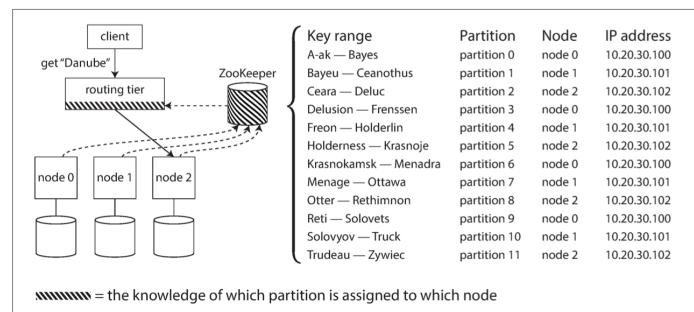 client
get “Danube”
routing tier
ZooKeeper
node 0
node 1
node 2
Key range Partition Node IP address
A-ak — Bayes partition 0 node 0 10.20.30.100
Bayeu — Ceanothus partition 1 node 1 10.20.30.101
Ceara — Deluc partition 2 node 2 10.20.30.102
Delusion — Frenssen partition 3 node 0 10.20.30.100
Freon — Holderlin partition 4 node 1 10.20.30.101
Holderness — Krasnoje partition 5 node 2 10.20.30.102
Krasnokamsk — Menadra partition 6 node 0 10.20.30.100
Menage — Ottawa partition 7 node 1 10.20.30.101
Otter — Rethimnon partition 8 node 2 10.20.30.102
Reti — Solovets partition 9 node 0 10.20.30.100
Solovyov — Truck partition 10 node 1 10.20.30.101
Trudeau — Zywiec partition 11 node 2 10.20.30.102
= the knowledge of which partition is assigned to which node